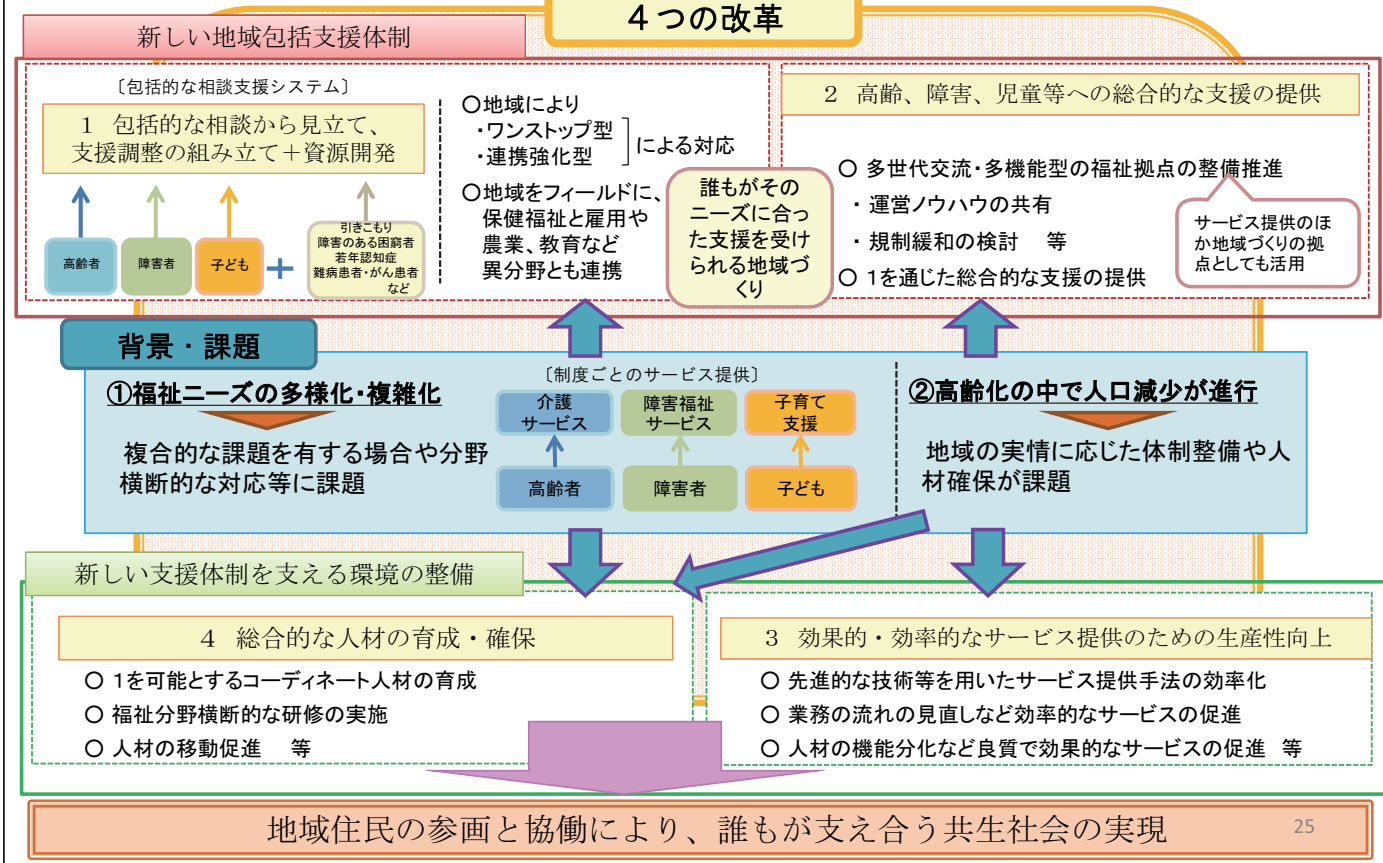 4つの改革
新しい地域包括支援体制
〔包括的な相談支援システム〕
1 包括的な相談から見立て、
支援調整の組み立て＋資源開発
高齢者
障害者
子ども
＋
引きこもり
障害のある困窮者
若年認知症
難病患者・がん患者
など
○地域により
・ワンストップ型
・連携強化型
による対応
○地域をフィールドに、
保健福祉と雇用や
農業、教育など
異分野とも連携
誰もがその
ニーズに合っ
た支援を受け
られる地域づ
くり
2 高齢、障害、児童等への総合的な支援の提供
○ 多世代交流・多機能型の福祉拠点の整備推進
・ 運営ノウハウの共有
・ 規制緩和の検討 等
○ 1を通じた総合的な支援の提供
サービス提供のほ
か地域づくりの拠
点としても活用
背景・課題
①福祉ニーズの多様化・複雑化
複合的な課題を有する場合や分野
横断的な対応等に課題
〔制度ごとのサービス提供〕
介護
サービス
障害福祉
サービス
子育て
支援
高齢者
障害者
子ども
②高齢化の中で人口減少が進行
地域の実情に応じた体制整備や人
材確保が課題
新しい支援体制を支える環境の整備
4 総合的な人材の育成・確保
○ 1を可能とするコーディネート人材の育成
○ 福祉分野横断的な研修の実施
○ 人材の移動促進 等
3 効果的・効率的なサービス提供のための生産性向上
○ 先進的な技術等を用いたサービス提供手法の効率化
○ 業務の流れの見直しなど効率的なサービスの促進
○ 人材の機能分化など良質で効果的なサービスの促進 等
地域住民の参画と協働により、誰もが支え合う共生社会の実現
25